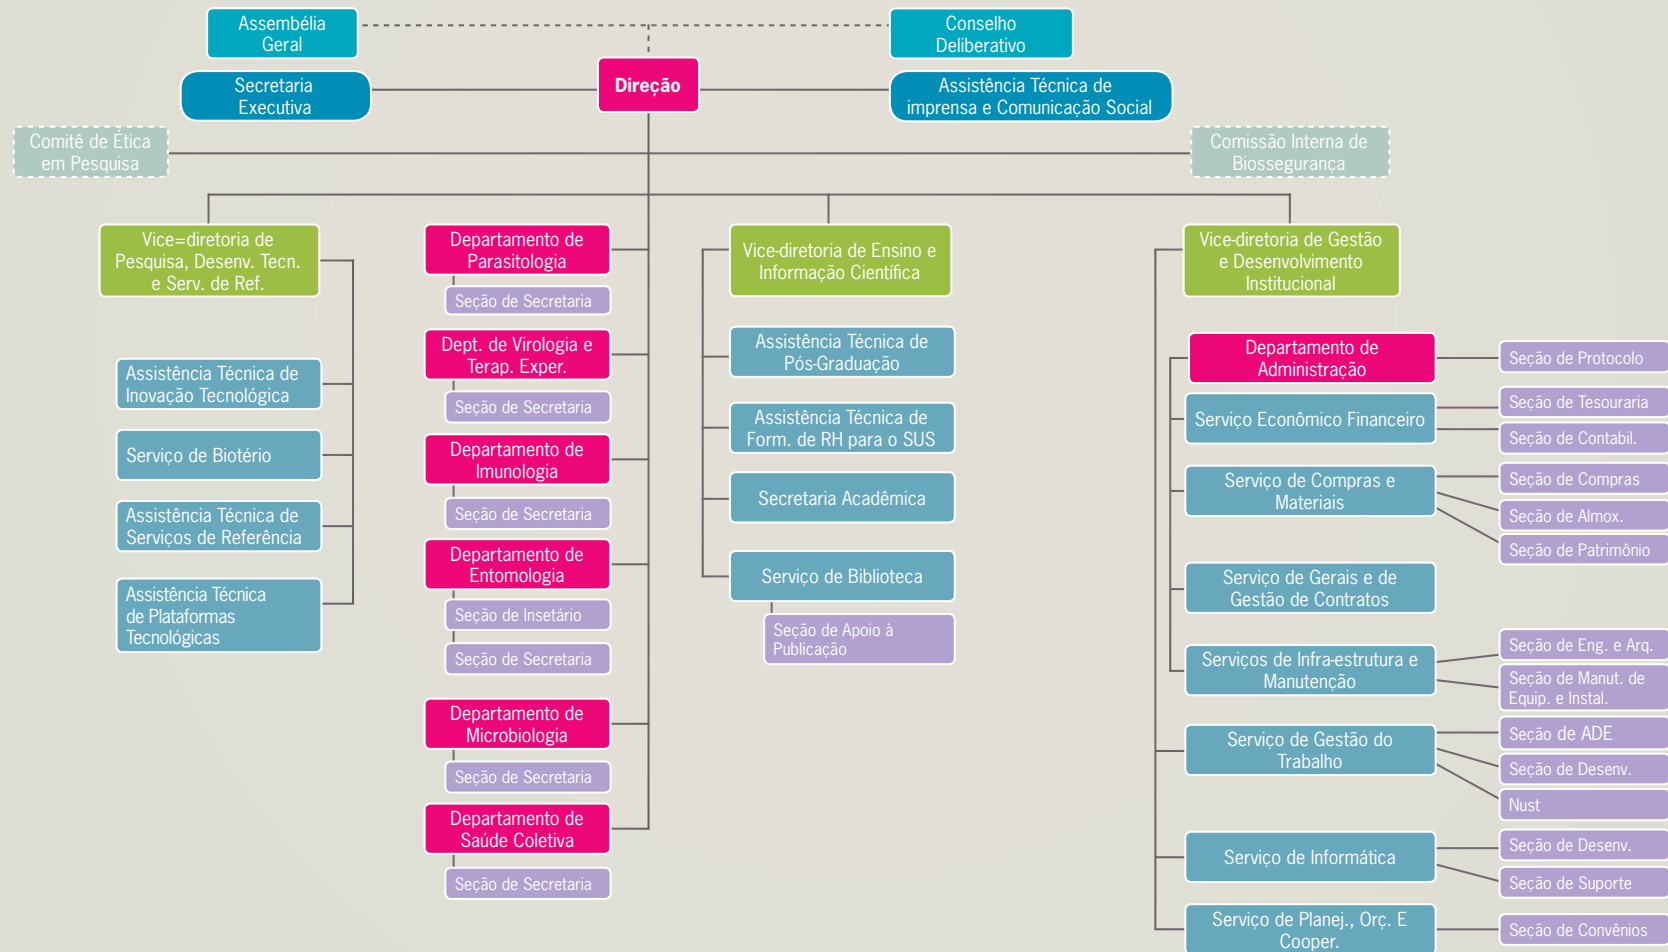 Assembélia
Geral
Conselho
Deliberativo
Secretaria
Executiva
Direção
Assistência Técnica de
imprensa e Comunicação Social
Comitê de Ética
em Pesquisa
Comissão Interna de
Biossegurança
Vice=diretoria de
Pesquisa, Desenv. Tecn.
e Serv. de Ref.
Assistência Técnica de
Inovação Tecnológica
Serviço de Biotério
Assistência Técnica de
Serviços de Referência
Assistência Técnica
de Plataformas
Tecnológicas
Departamento de
Parasitologia
Seção de Secretaria
Dept. de Virologia e
Terap. Exper.
Seção de Secretaria
Departamento de
Imunologia
Seção de Secretaria
Departamento de
Entomologia
Seção de Insetário
Seção de Secretaria
Departamento de
Microbiologia
Seção de Secretaria
Departamento de
Saúde Coletiva
Seção de Secretaria
Vice-diretoria de Ensino e
Informação Científica
Assistência Técnica de
Pós-Graduação
Assistência Técnica de
Form. de RH para o SUS
Secretaria Acadêmica
Serviço de Biblioteca
Seção de Apoio à
Publicação
Vice-diretoria de Gestão
e Desenvolvimento
Institucional
Departamento de
Administração
Seção de Protocolo
Serviço Econômico Financeiro
Seção de Tesouraria
Seção de Contabil.
Serviço de Compras e
Materiais
Seção de Compras
Seção de Almox.
Seção de Patrimônio
Serviço de Gerais e de
Gestão de Contratos
Serviços de Infra-estrutura e
Manutenção
Seção de Eng. e Arq.
Seção de Manut. de
Equip. e Instal.
Serviço de Gestão do
Trabalho
Seção de ADE
Seção de Desenv.
Nust
Serviço de Informática
Seção de Desenv.
Seção de Suporte
Serviço de Planej., Orç. E
Cooper.
Seção de Convênios